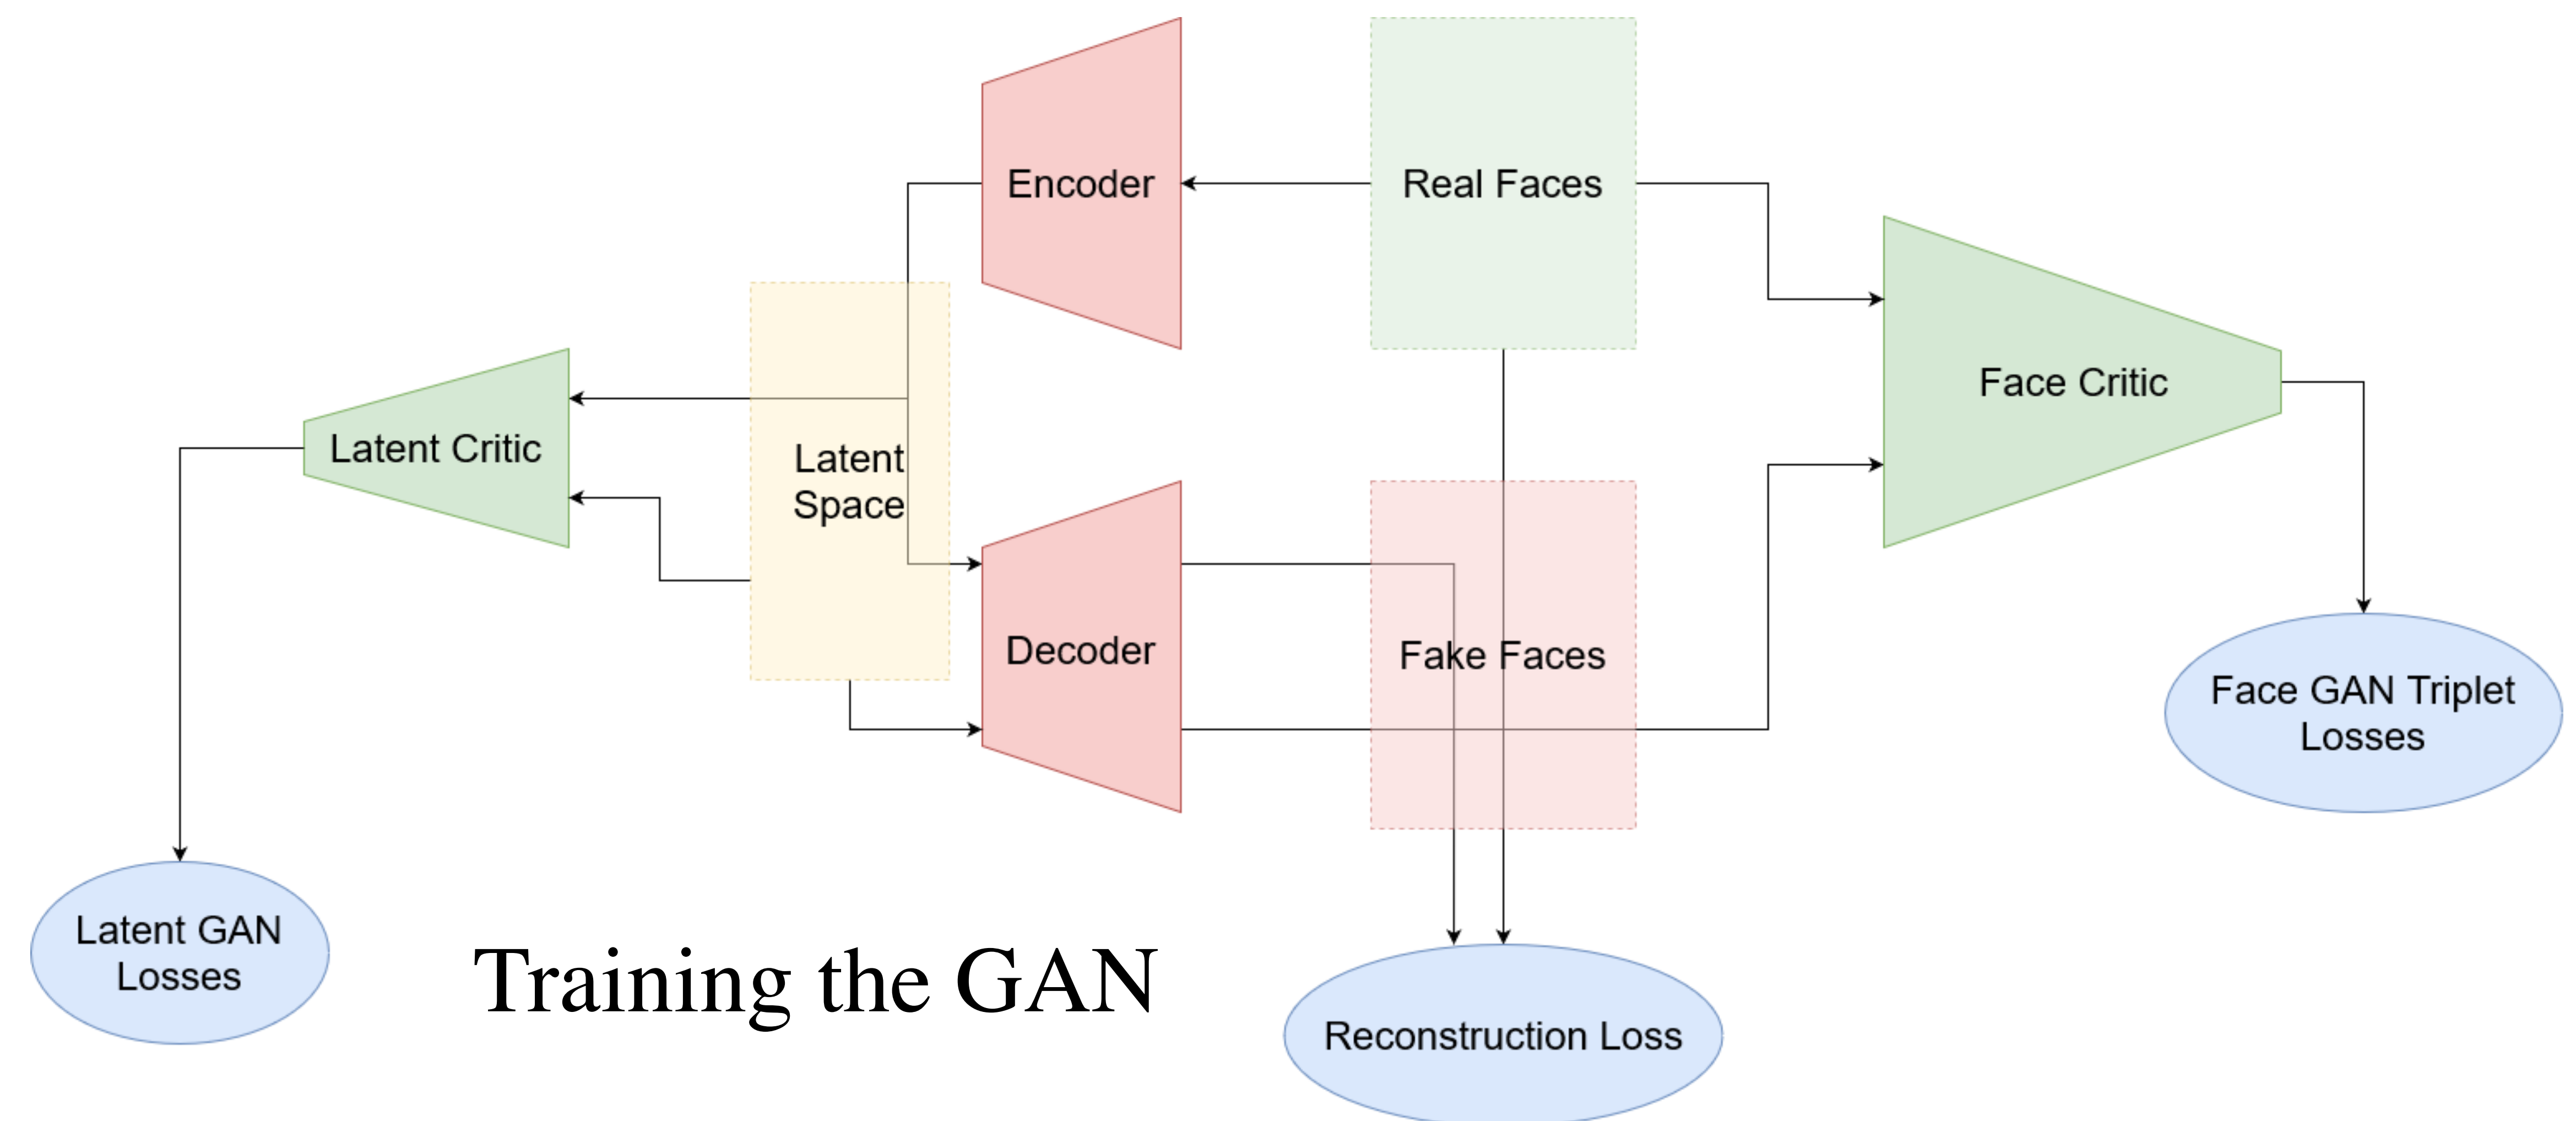 Encoder
Real Faces
Face Critic
Latent Critic
Latent
Space
Decoder
Fake Faces
Face GAN Triplet
Losses
Latent GAN
Losses
Training the GAN
Reconstruction Loss